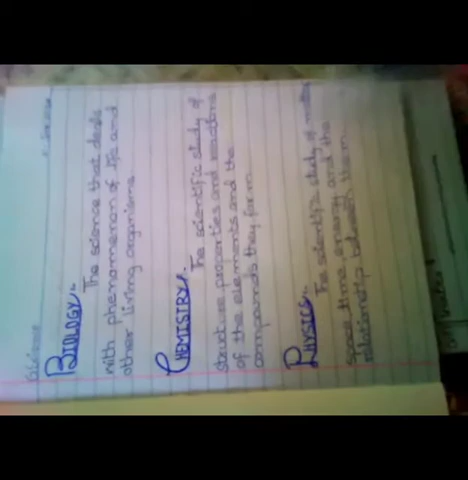 BIOLOGY:-
The science that deals
with phenomenon of life and
other living organisms
CHEMISTRY:-
The scientific study of
structure properties and reactions
of the elements and the
compounds they form
PHYSICS:-
The scientific study of matter
space time energy and the
relationship between them